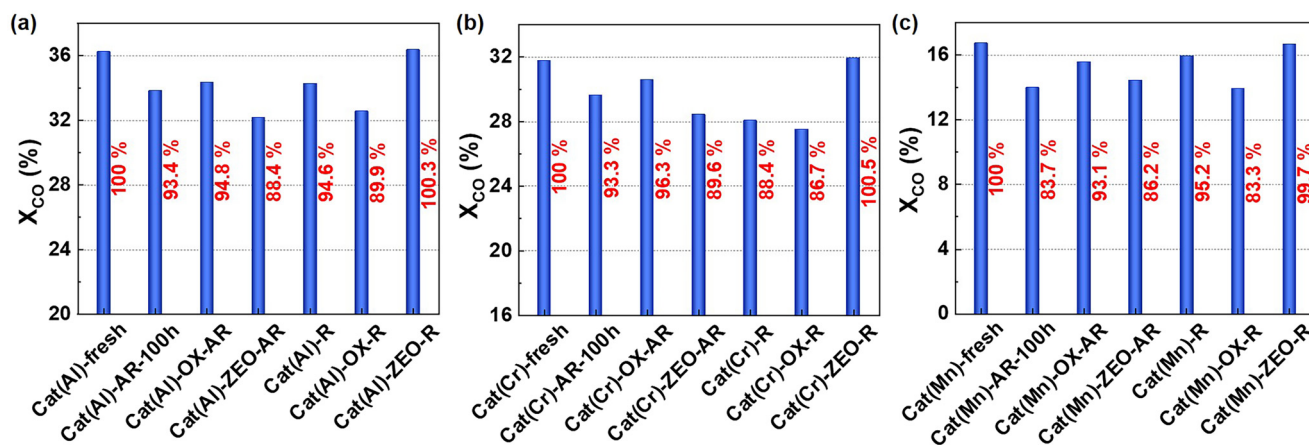 (a)
X_CO (%)
36
32
28
24
20
100 %
93.4 %
94.8 %
88.4 %
94.6 %
89.9 %
100.3 %
Cat(Al)-fresh
Cat(Al)-AR-100h
Cat(Al)-OX-AR
Cat(Al)-ZEO-AR
Cat(Al)-R
Cat(Al)-OX-R
Cat(Al)-ZEO-R
(b)
X_CO (%)
32
28
24
20
16
100 %
93.3 %
96.3 %
89.6 %
88.4 %
86.7 %
100.5 %
Cat(Cr)-fresh
Cat(Cr)-AR-100h
Cat(Cr)-OX-AR
Cat(Cr)-ZEO-AR
Cat(Cr)-R
Cat(Cr)-OX-R
Cat(Cr)-ZEO-R
(c)
X_CO (%)
16
12
8
4
0
100 %
83.7 %
93.1 %
86.2 %
95.2 %
83.3 %
99.7 %
Cat(Mn)-fresh
Cat(Mn)-AR-100h
Cat(Mn)-OX-AR
Cat(Mn)-ZEO-AR
Cat(Mn)-R
Cat(Mn)-OX-R
Cat(Mn)-ZEO-R